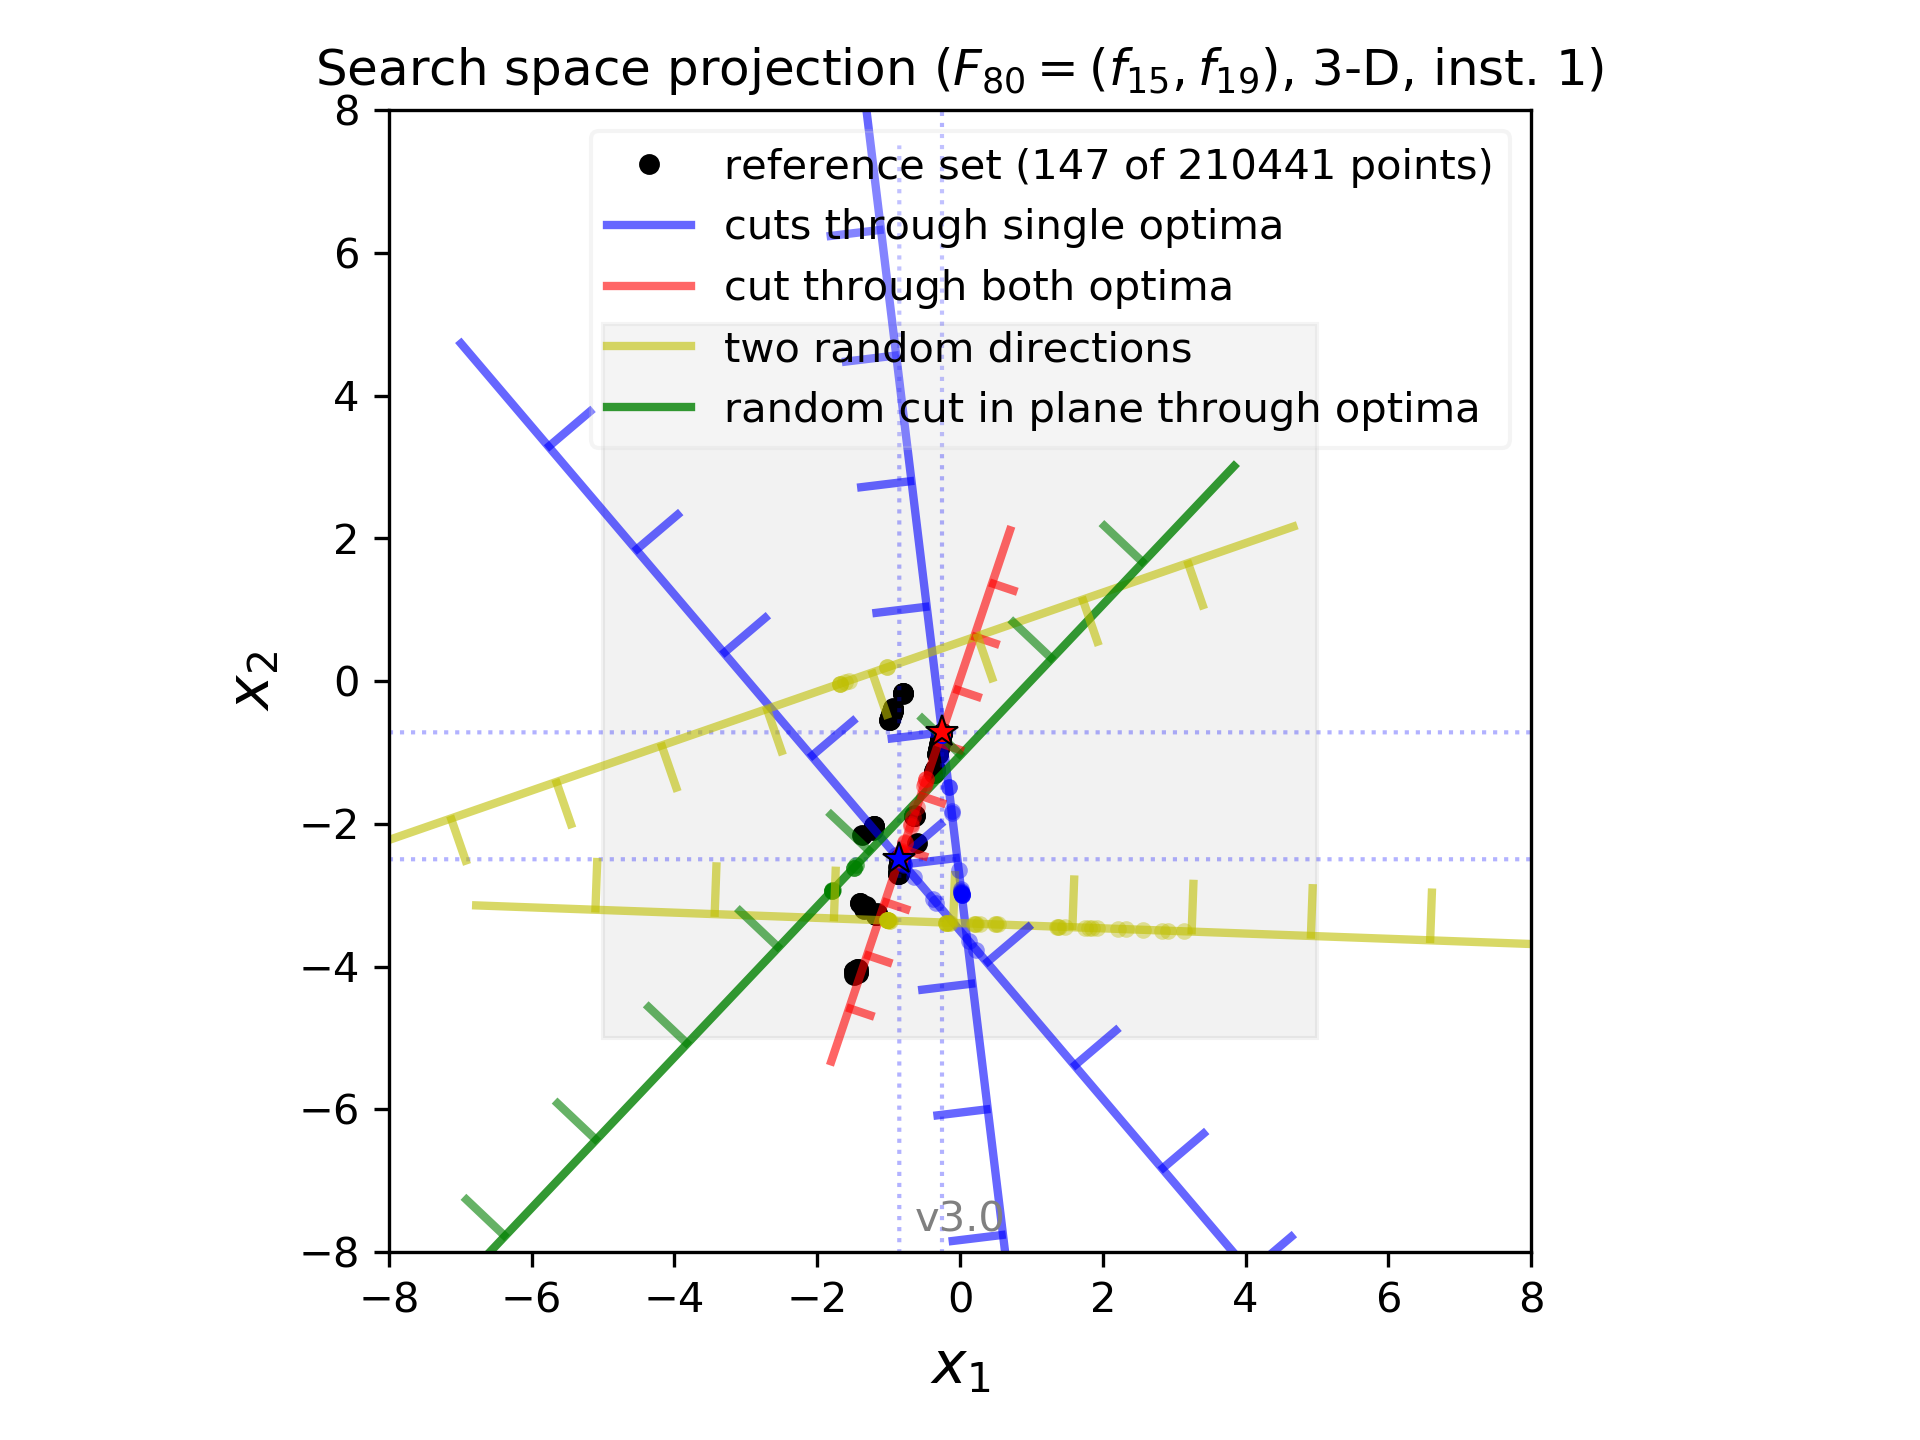 Search space projection (F80 = (f15, f19), 3-D, inst. 1)
reference set (147 of 210441 points)
cuts through single optima
cut through both optima
two random directions
random cut in plane through optima
8
6
4
2
0
−2
−4
−6
−8
x2
v3.0
−8 −6 −4 −2 0 2 4 6 8
x1